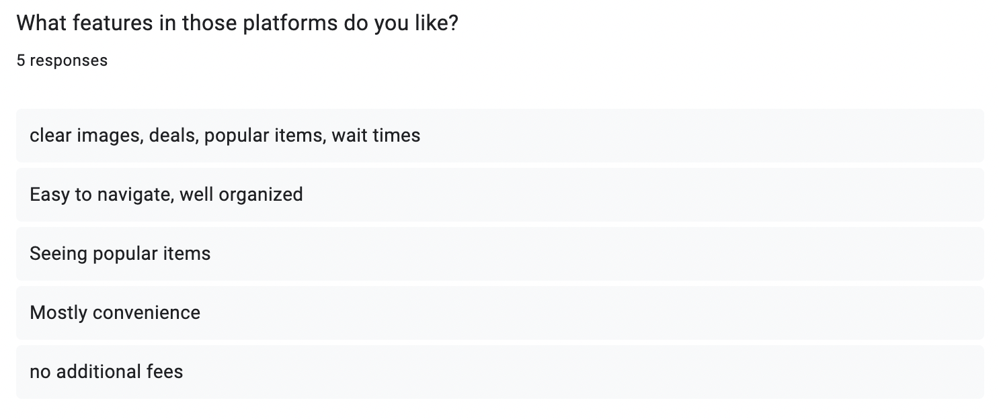 What features in those platforms do you like?
5 responses
clear images, deals, popular items, wait times
Easy to navigate, well organized
Seeing popular items
Mostly convenience
no additional fees